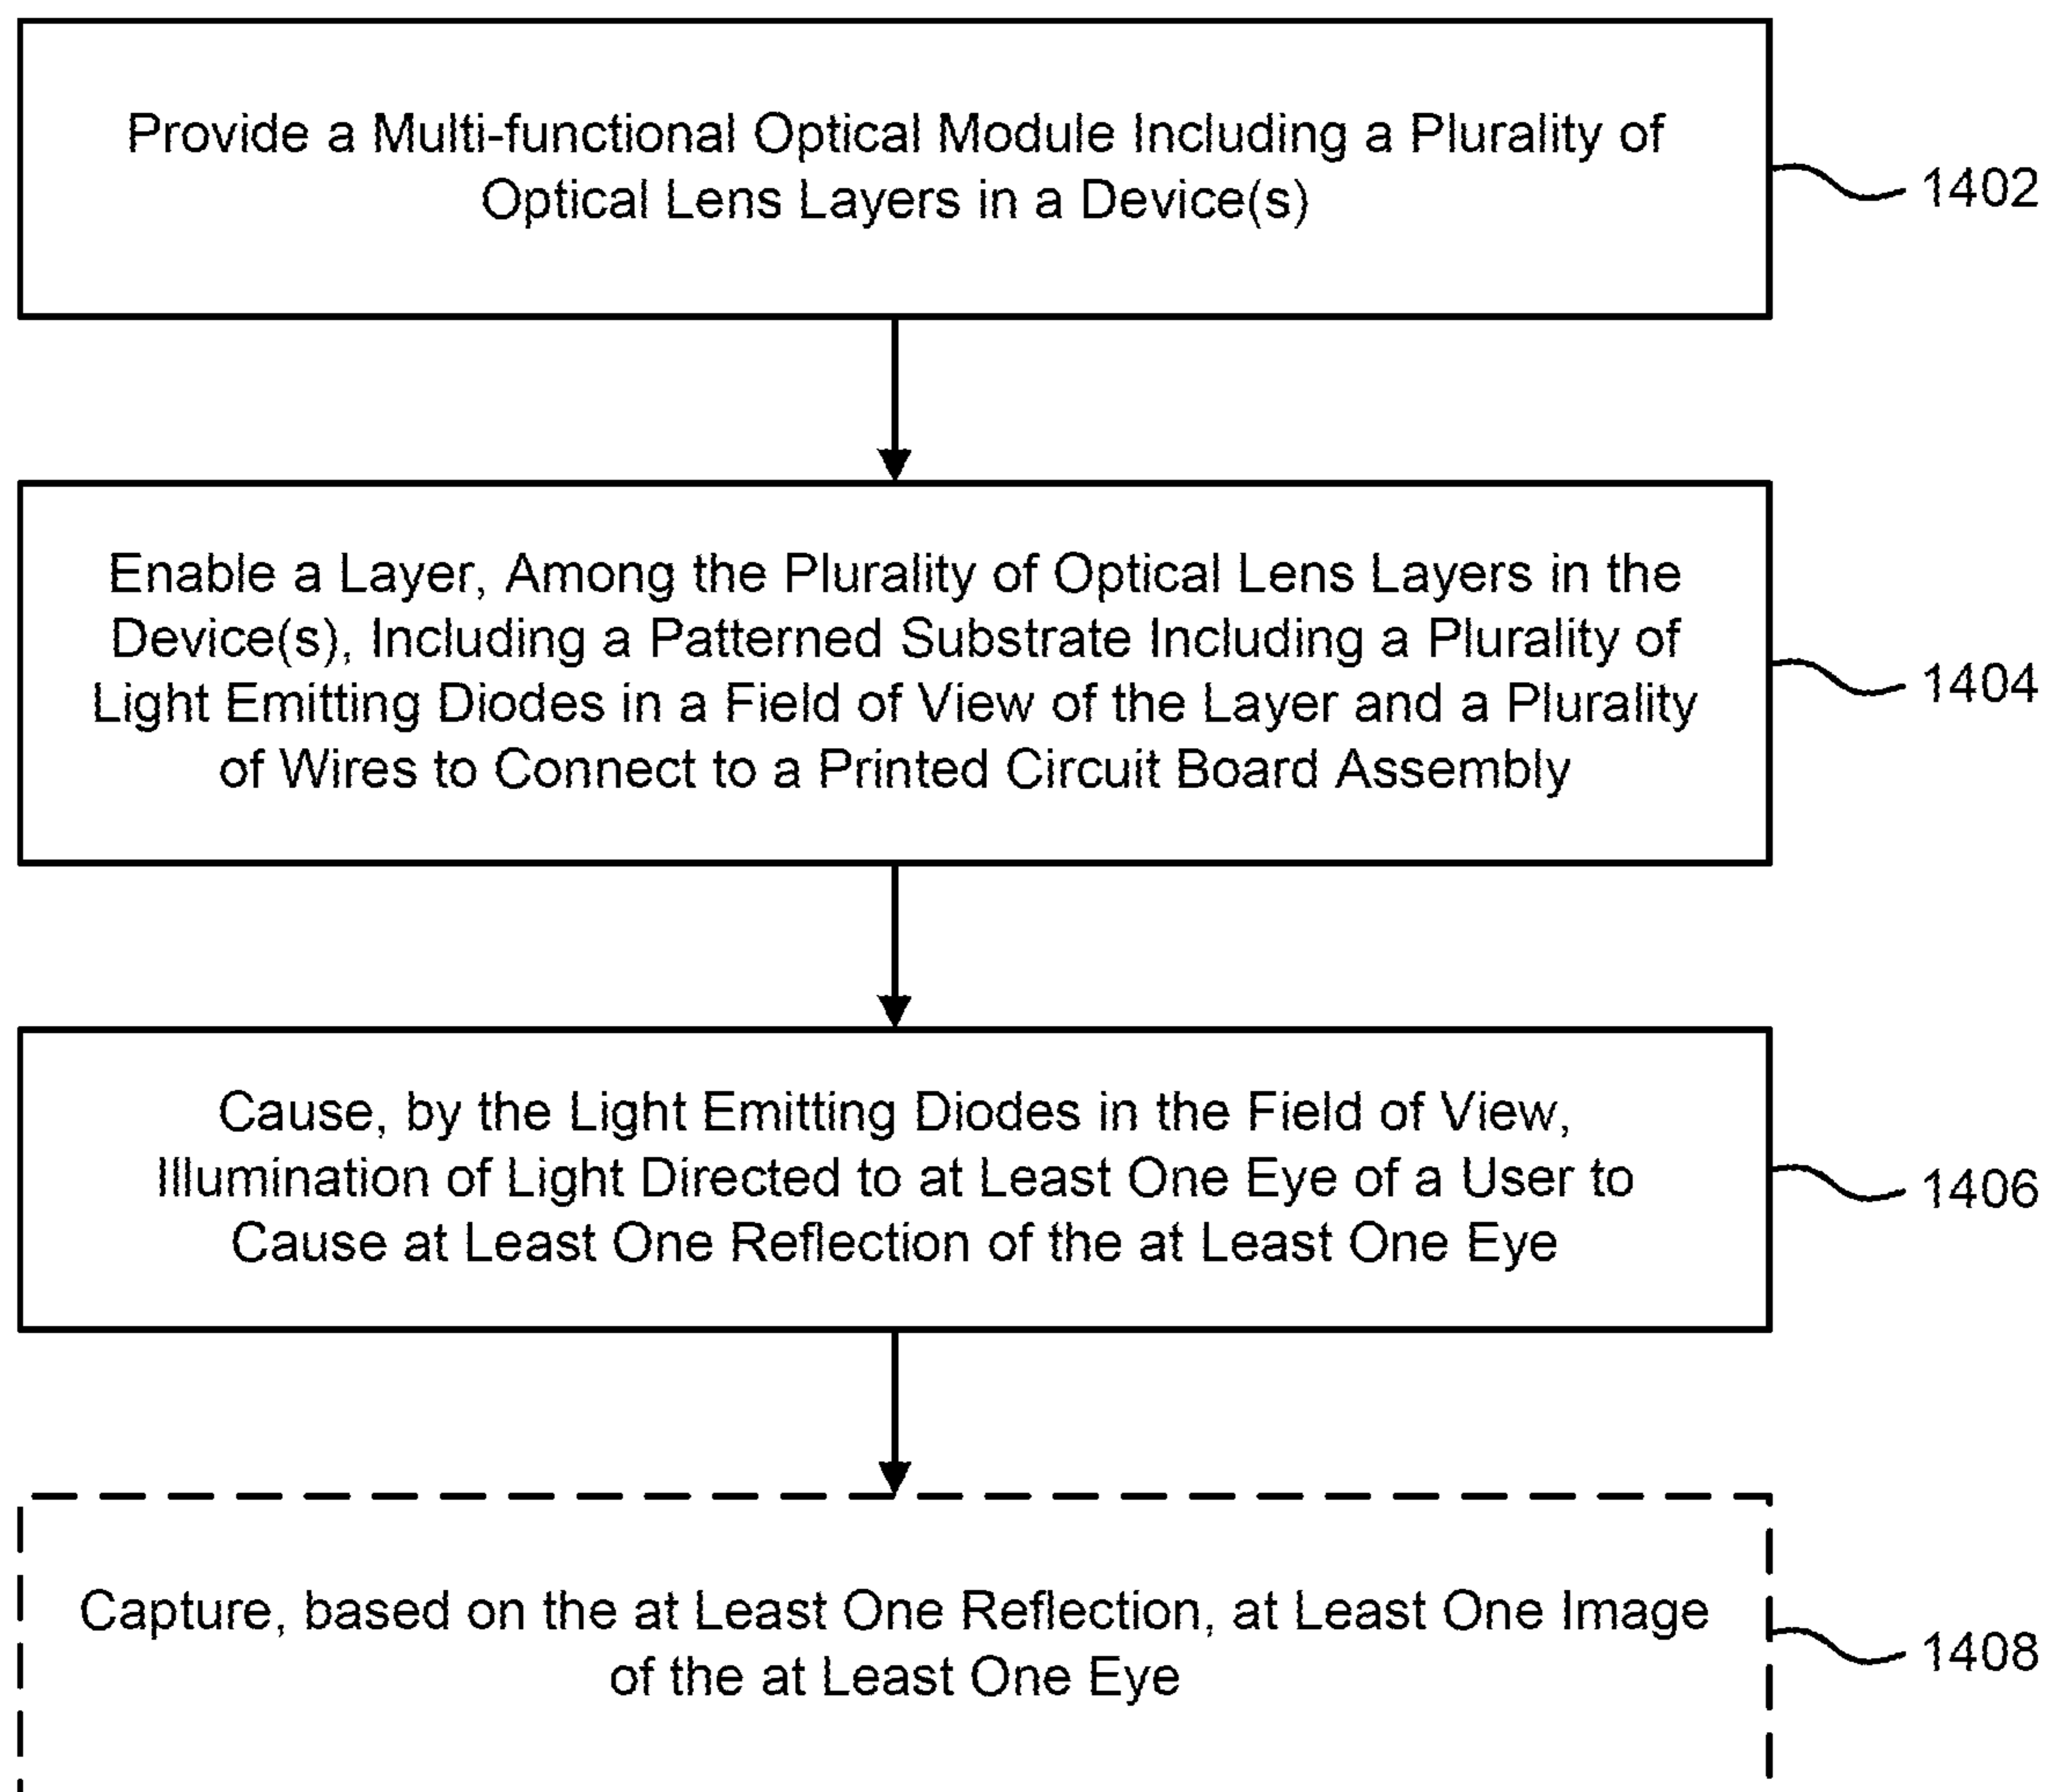 Provide a Multi-functional Optical Module Including a Plurality of
Optical Lens Layers in a Device(s)
1402
Enable a Layer, Among the Plurality of Optical Lens Layers in the
Device(s), Including a Patterned Substrate Including a Plurality of
Light Emitting Diodes in a Field of View of the Layer and a Plurality
of Wires to Connect to a Printed Circuit Board Assembly
1404
Cause, by the Light Emitting Diodes in the Field of View,
Illumination of Light Directed to at Least One Eye of a User to
Cause at Least One Reflection of the at Least One Eye
1406
Capture, based on the at Least One Reflection, at Least One Image
of the at Least One Eye
1408